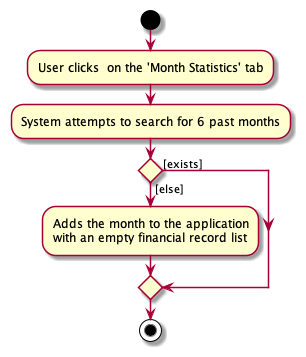 User clicks  on the 'Month Statistics' tab
System attempts to search for 6 past months
[exists]
[else]
Adds the month to the application
with an empty financial record list